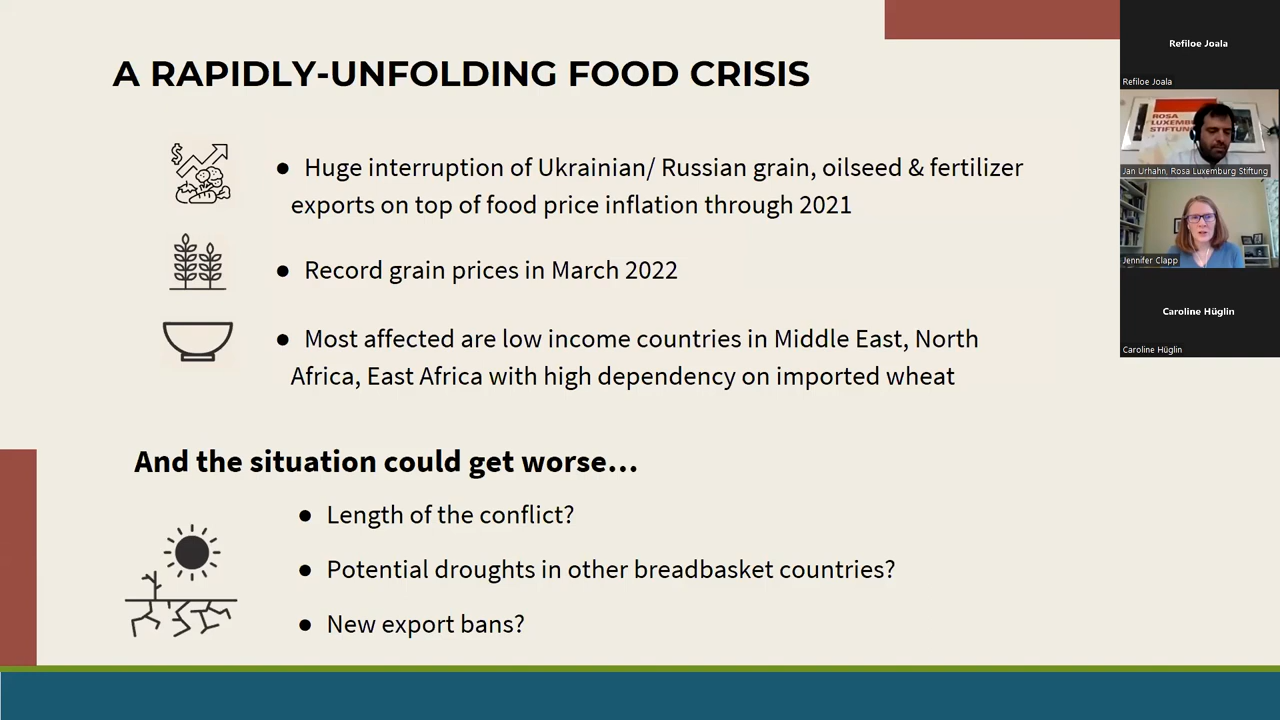 A RAPIDLY-UNFOLDING FOOD CRISIS
$
● Huge interruption of Ukrainian/ Russian grain, oilseed & fertilizer
exports on top of food price inflation through 2021
● Record grain prices in March 2022
● Most affected are low income countries in Middle East, North
Africa, East Africa with high dependency on imported wheat
And the situation could get worse...
● Length of the conflict?
● Potential droughts in other breadbasket countries?
● New export bans?
Refiloe Joala
Refiloe Joala
ROSA
LUXEMBURG
STIFTUNG
Jan Urhahn, Rosa Luxemburg Stiftung
Jennifer Clapp
Caroline Hüglin
Caroline Hüglin